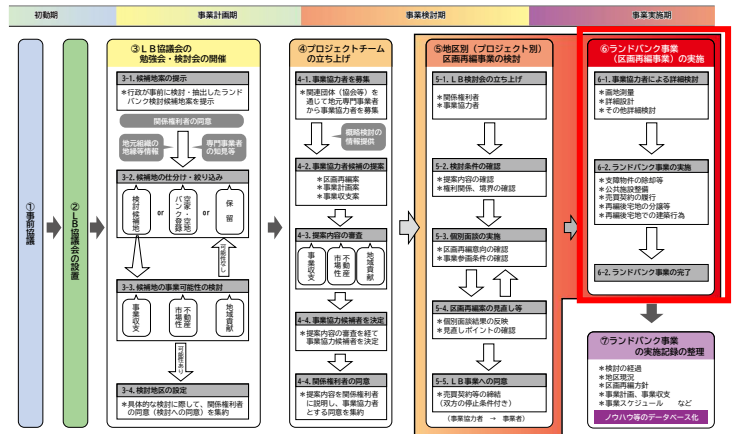 初動期
事業計画期
事業検討期
事業実施期
①事前協議
②LB協議会の設置
③LB協議会の
勉強会・検討会の開催
3-1. 候補地案の提示
＊行政が事前に検討・抽出したランド
バンク検討候補地案を提示
関係権利者の同意
地元組織の
地縁等情報
専門事業者
の知見等
3-2. 候補地の仕分け・絞り込み
検討候補地
or
空家・空地
バンク登録
or
保留
可能性なし
3-3. 候補地の事業可能性の検討
事業収支
不動産
市場性
地域貢献
可能性あり
3-4. 検討地区の設定
＊具体的な検討に際して、関係権利者
の同意（検討への同意）を集約
④プロジェクトチーム
の立ち上げ
4-1. 事業協力者を募集
＊関連団体（協会等）を
通じて地元専門事業者
から事業協力者を募集
概略検討の
情報提供
4-2. 事業協力者候補の提案
＊区画再編案
＊事業計画案
＊事業収支案
4-3. 提案内容の審査
事業収支
不動産
市場性
地域貢献
4-4. 事業協力候補者を決定
＊提案内容の審査を経て
事業協力候補者を決定
4-4. 関係権利者の同意
＊提案内容を関係権利者
に説明し、事業協力者
とする同意を集約
⑤地区別（プロジェクト別）
区画再編事業の検討
5-1. LB検討会の立ち上げ
＊関係権利者
＊事業協力者
5-2. 検討条件の確認
＊提案内容の確認
＊権利関係、境界の確認
5-3. 個別面談の実施
＊区画再編意向の確認
＊事業参画条件の確認
5-4. 区画再編案の見直し等
＊個別面談結果の反映
＊見直しポイントの確認
5-5. LB事業への同意
＊売買契約等の締結
（双方の停止条件付き）
（事業協力者 → 事業者）
⑥ランドバンク事業
（区画再編事業）の実施
6-1. 事業協力者による詳細検討
＊画地測量
＊詳細設計
＊その他詳細検討
6-2. ランドバンク事業の実施
＊支障物件の除却等
＊公共施設整備
＊売買契約の履行
＊再編後宅地の分譲等
＊再編後宅地での建築行為
6-2. ランドバンク事業の完了
⑦ランドバンク事業
の実施記録の整理
＊検討の経過
＊地区現況
＊区画再編方針
＊事業計画、事業収支
＊事業スケジュール など
ノウハウ等のデータベース化